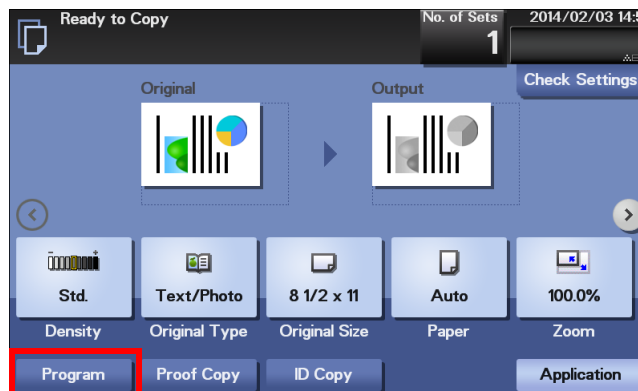 Ready to Copy
No. of Sets
1
2014/02/03 14:5
Check Settings
Original
Output
Std.
Text/Photo
8 1/2 x 11
Auto
100.0%
Density
Original Type
Original Size
Paper
Zoom
Program
Proof Copy
ID Copy
Application